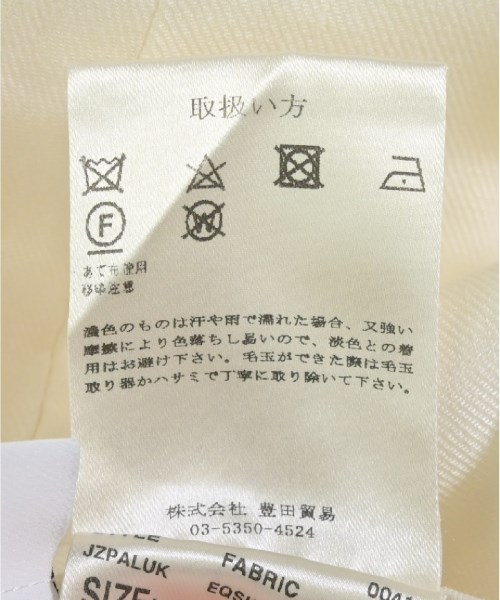 取扱い方
F
W
あて布使用
移染注意
濃色のものは汗や雨で濡れた場合、又強い
摩擦により色落ちし易いので、淡色との着
用はお避け下さい。毛玉ができた際は毛玉
取り器かハサミで丁寧に取り除いて下さい。
株式会社 豊田貿易
03-5350-4524
JZPALUK FABRIC
SIZE